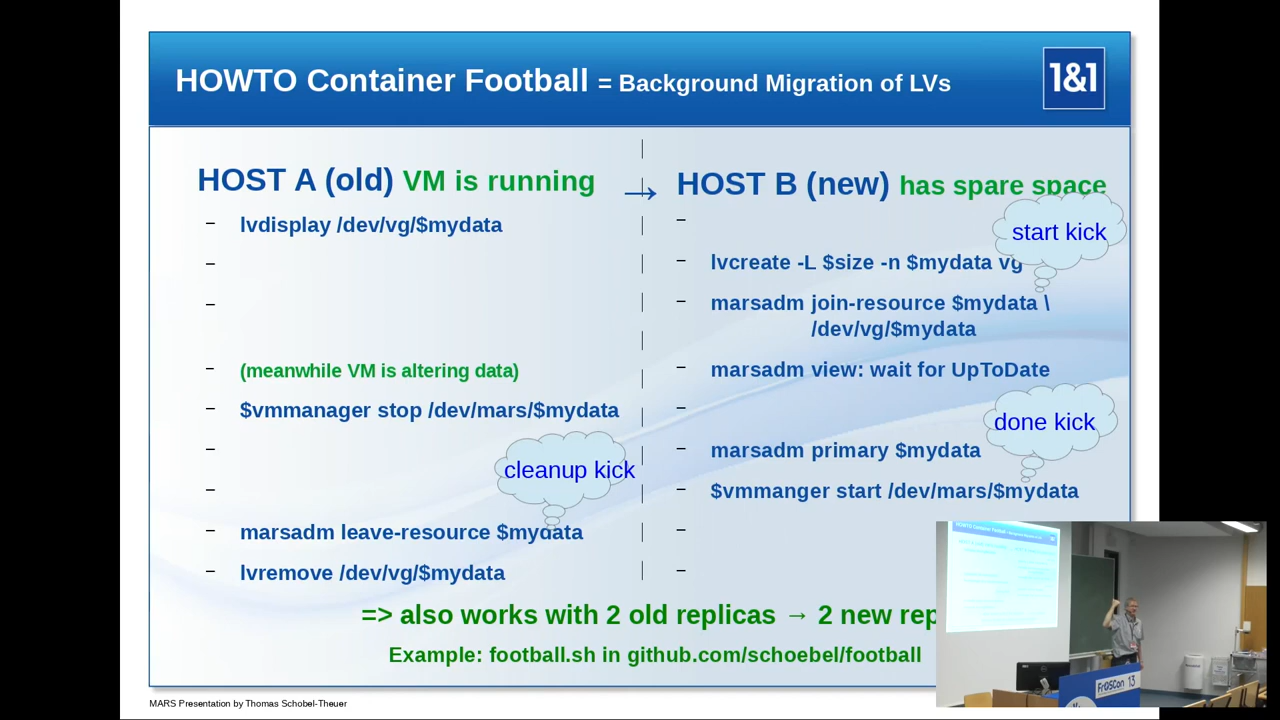 HOWTO Container Football = Background Migration of LVs
1&1
HOST A (old) VM is running
→ HOST B (new) has spare space
start kick
– lvdisplay /dev/vg/$mydata
–
–
– lvcreate -L $size -n $mydata vg
–
– marsadm join-resource $mydata \
/dev/vg/$mydata
– (meanwhile VM is altering data)
– marsadm view: wait for UpToDate
– $vmmanager stop /dev/mars/$mydata
–
done kick
–
– marsadm primary $mydata
cleanup kick
–
– $vmmanger start /dev/mars/$mydata
– marsadm leave-resource $mydata
–
– lvremove /dev/vg/$mydata
–
=> also works with 2 old replicas → 2 new rep
Example: football.sh in github.com/schoebel/football
MARS Presentation by Thomas Schobel-Theuer
FrOSCon 13